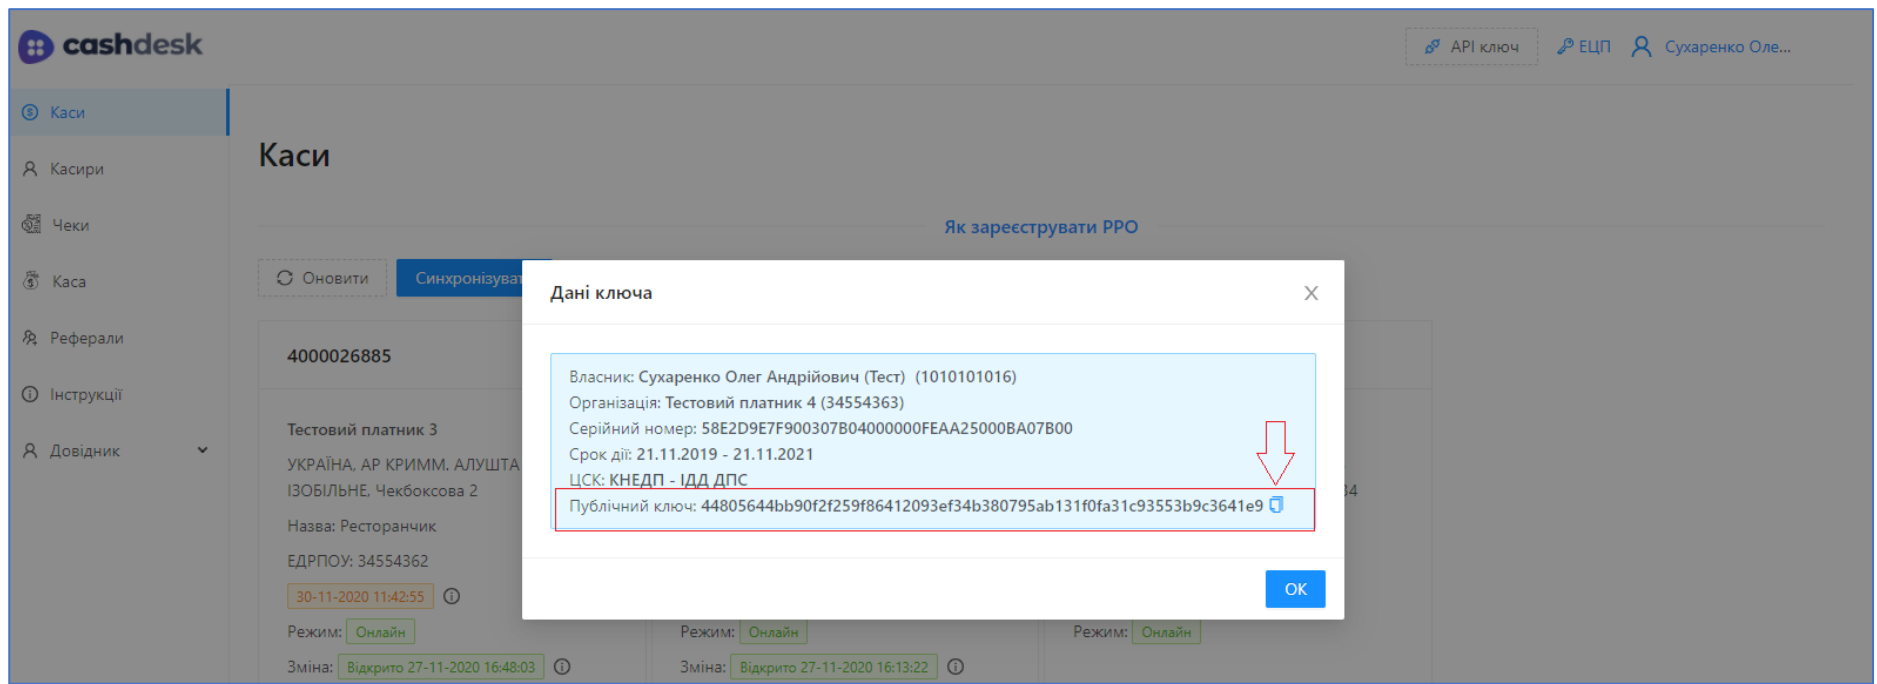 cashdesk
API ключ
ЕЦП
Сухаренко Оле...
Каси
Касири
Чеки
Каса
Реферали
Інструкції
Довідник
Каси
Як зареєструвати РРО
Оновити
Синхронізуват
4000026885
Тестовий платник 3
УКРАЇНА, АР КРИММ. АЛУШТА
ІЗОБІЛЬНЕ, Чекбоксова 2
Назва: Ресторанчик
ЕДРПОУ: 34554362
30-11-2020 11:42:55
Режим: Онлайн
Зміна: Відкрито 27-11-2020 16:48:03
Режим: Онлайн
Зміна: Відкрито 27-11-2020 16:13:22
Режим: Онлайн
34
Дані ключа
Власник: Сухаренко Олег Андрійович (Тест) (1010101016)
Організація: Тестовий платник 4 (34554363)
Серійний номер: 58E2D9E7F900307B04000000FEAA25000BA07B00
Срок дії: 21.11.2019 - 21.11.2021
ЦСК: КНЕДП - ІДД ДПС
Публічний ключ: 44805644bb90f2f259f86412093ef34b380795ab131f0fa31c93553b9c3641e9
OK